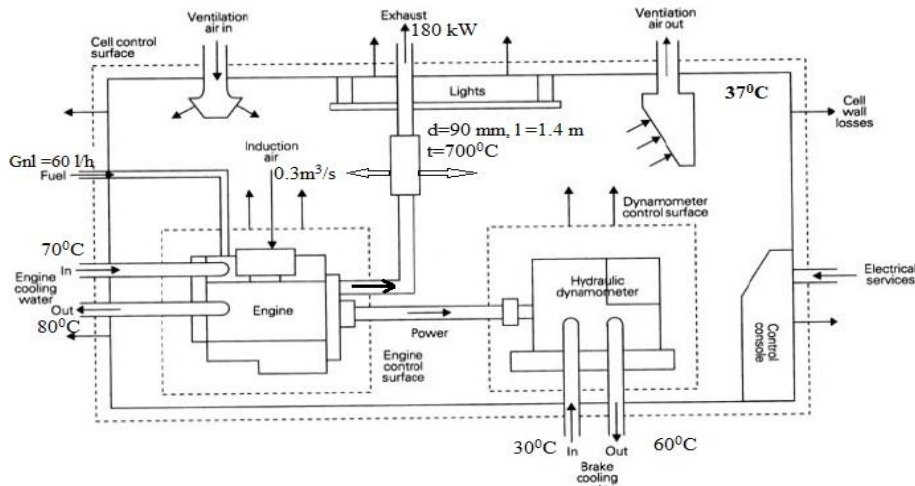 Ventilation
air in
Exhaust
180 kW
Ventilation
air out
Cell control
surface
Lights
37⁰C
Cell
wall
losses
d=90 mm, l=1.4 m
t=700⁰C
Induction
air
0.3m³/s
Gnl =60 l/h
Fuel
Dynamometer
control surface
70⁰C
In
Engine
cooling
water
Out
80⁰C
Engine
Hydraulic
dynamometer
Electrical
services
Power
Engine
control
surface
Control
console
30⁰C
In
Out
60⁰C
Brake
cooling